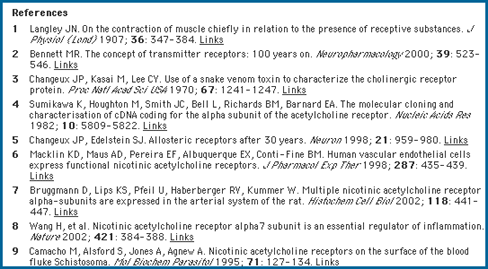 References
1 Langley JN. On the contraction of muscle chiefly in relation to the presence of receptive substances. J
Physiol (Lond) 1907; 36: 347-384. Links
2 Bennett MR. The concept of transmitter receptors: 100 years on. Neuropharmacology 2000; 39: 523-
546. Links
3 Changeux JP, Kasai M, Lee CY. Use of a snake venom toxin to characterize the cholinergic receptor
protein. Proc Natl Acad Sci USA 1970; 67: 1241-1247. Links
4 Sumikawa K, Houghton M, Smith JC, Bell L, Richards BM, Barnard EA. The molecular cloning and
characterisation of cDNA coding for the alpha subunit of the acetylcholine receptor. Nucleic Acids Res
1982; 10: 5809-5822. Links
5 Changeux JP, Edelstein SJ. Allosteric receptors after 30 years. Neuron 1998; 21: 959-980. Links
6 Macklin KD, Maus AD, Pereira EF, Albuquerque EX, Conti-Fine BM. Human vascular endothelial cells
express functional nicotinic acetylcholine receptors. J Pharmacol Exp Ther 1998; 287: 435-439.
Links
7 Bruggmann D, Lips KS, Pfeil U, Haberberger RV, Kummer W. Multiple nicotinic acetylcholine receptor
alpha-subunits are expressed in the arterial system of the rat. Histochem Cell Biol 2002; 118: 441-
447. Links
8 Wang H, et al. Nicotinic acetylcholine receptor alpha7 subunit is an essential regulator of inflammation.
Nature 2002; 421: 384-388. Links
9 Camacho M, Alsford S, Jones A, Agnew A. Nicotinic acetylcholine receptors on the surface of the blood
fluke Schistosoma. Mol Biochem Parasitol 1995; 71: 127-134. Links